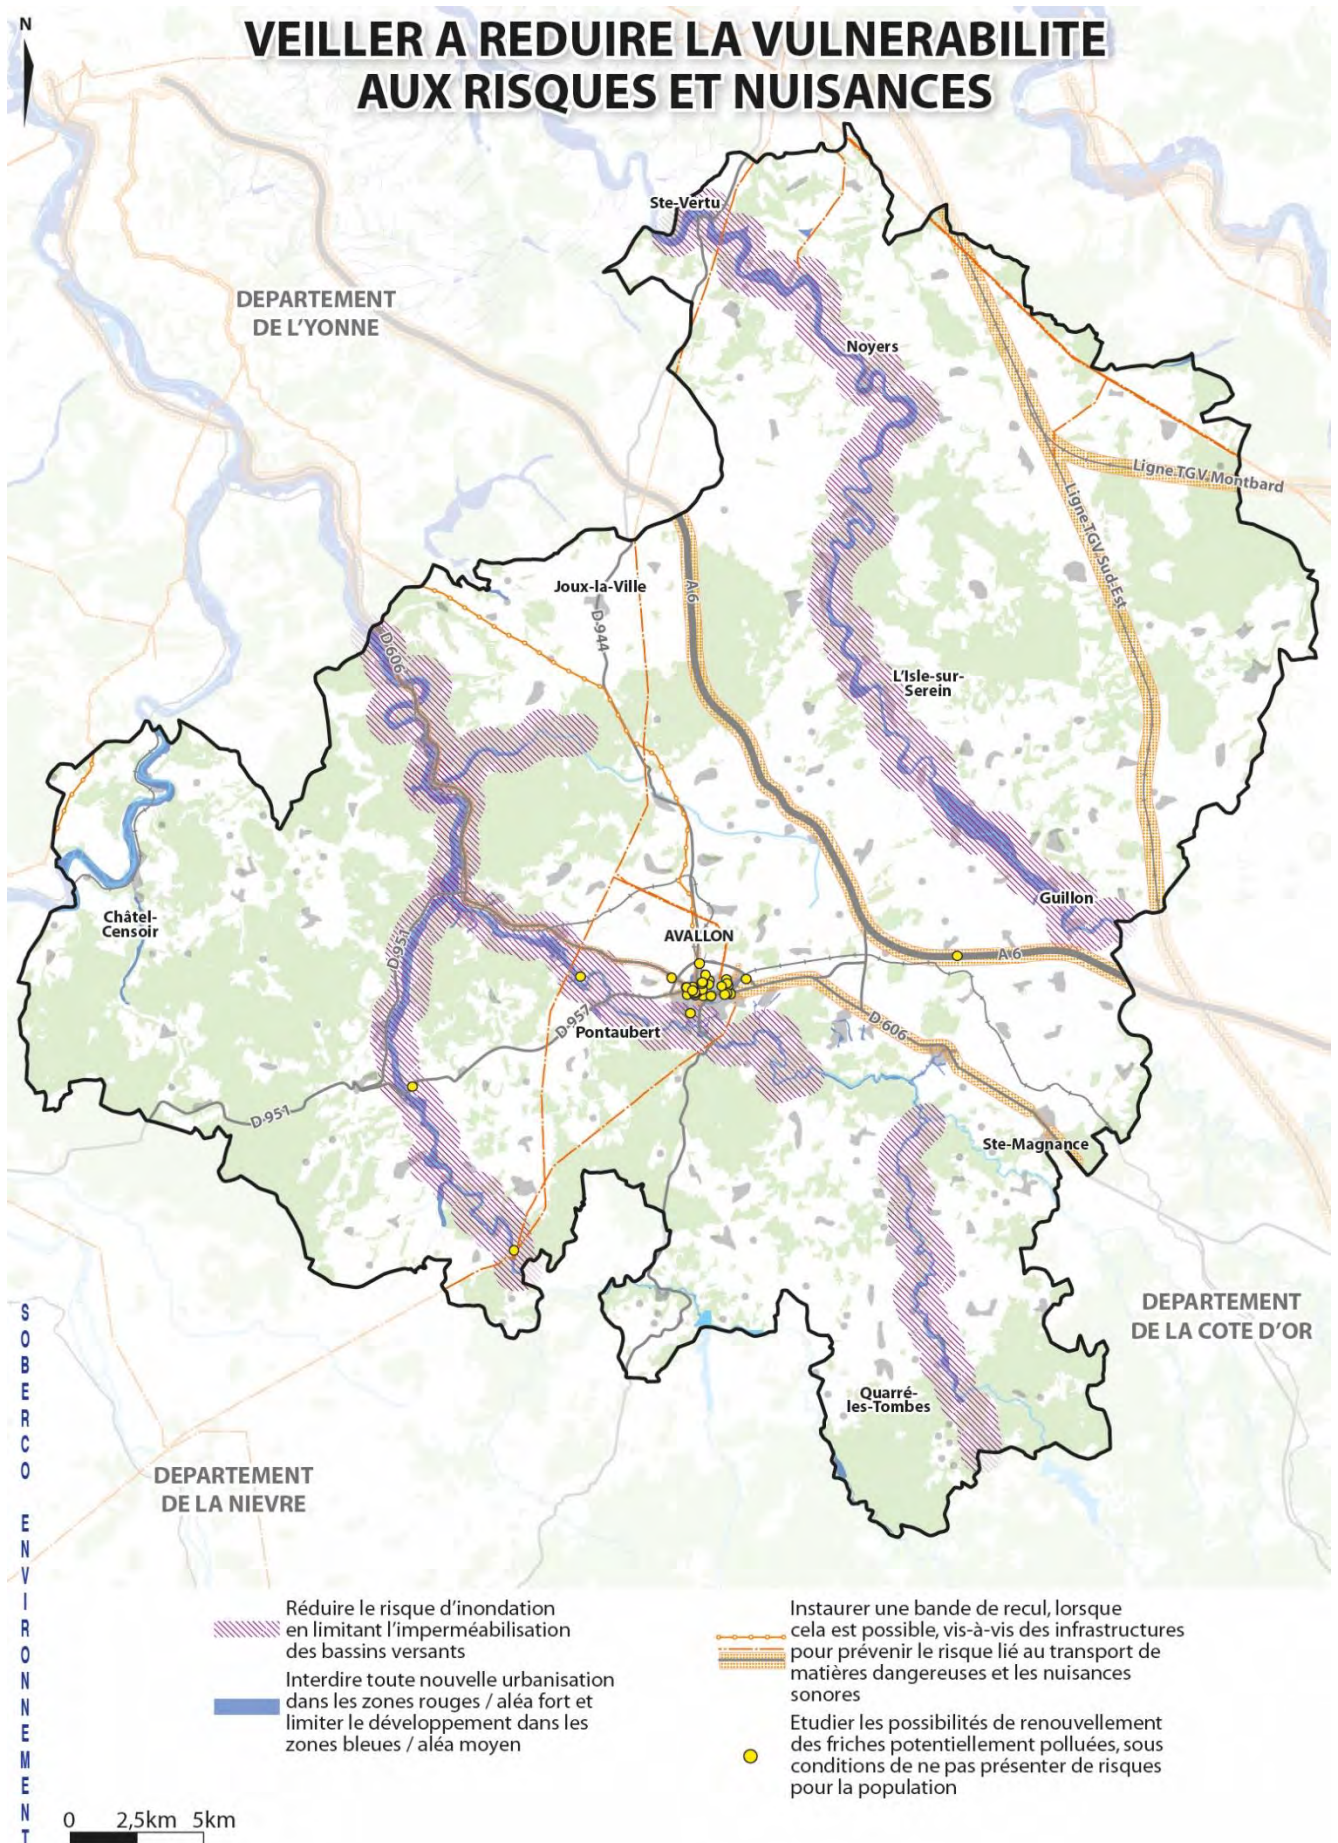 N
VEILLER A REDUIRE LA VULNERABILITE
AUX RISQUES ET NUISANCES
Ste-Vertu
DEPARTEMENT
DE L'YONNE
Noyers
Ligne TGV Montbard
Ligne TGV Sud-Est
Joux-la-Ville
A 6
D 944
D 606
L'Isle-sur-
Serein
Guillon
Châtel-
Censoir
AVALLON
D 951
A 6
D 957
Pontaubert
D 606
D 951
Ste-Magnance
DEPARTEMENT
DE LA COTE D'OR
Quarré-
les-Tombes
DEPARTEMENT
DE LA NIEVRE
SOBERCO ENVIRONNEMENT
Réduire le risque d'inondation
en limitant l'imperméabilisation
des bassins versants
Interdire toute nouvelle urbanisation
dans les zones rouges / aléa fort et
limiter le développement dans les
zones bleues / aléa moyen
Instaurer une bande de recul, lorsque
cela est possible, vis-à-vis des infrastructures
pour prévenir le risque lié au transport de
matières dangereuses et les nuisances
sonores
Etudier les possibilités de renouvellement
des friches potentiellement polluées, sous
conditions de ne pas présenter de risques
pour la population
0 2,5km 5km